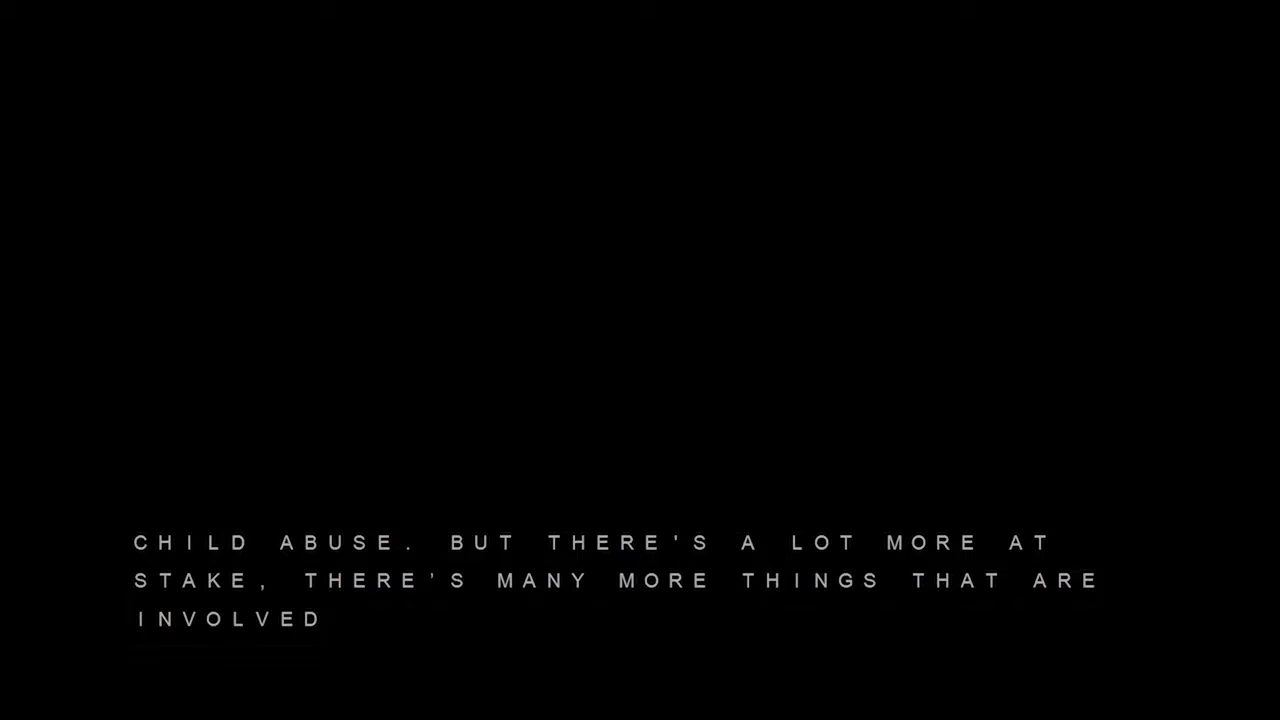 CHILD ABUSE. BUT THERE'S A LOT MORE AT
STAKE, THERE'S MANY MORE THINGS THAT ARE
INVOLVED